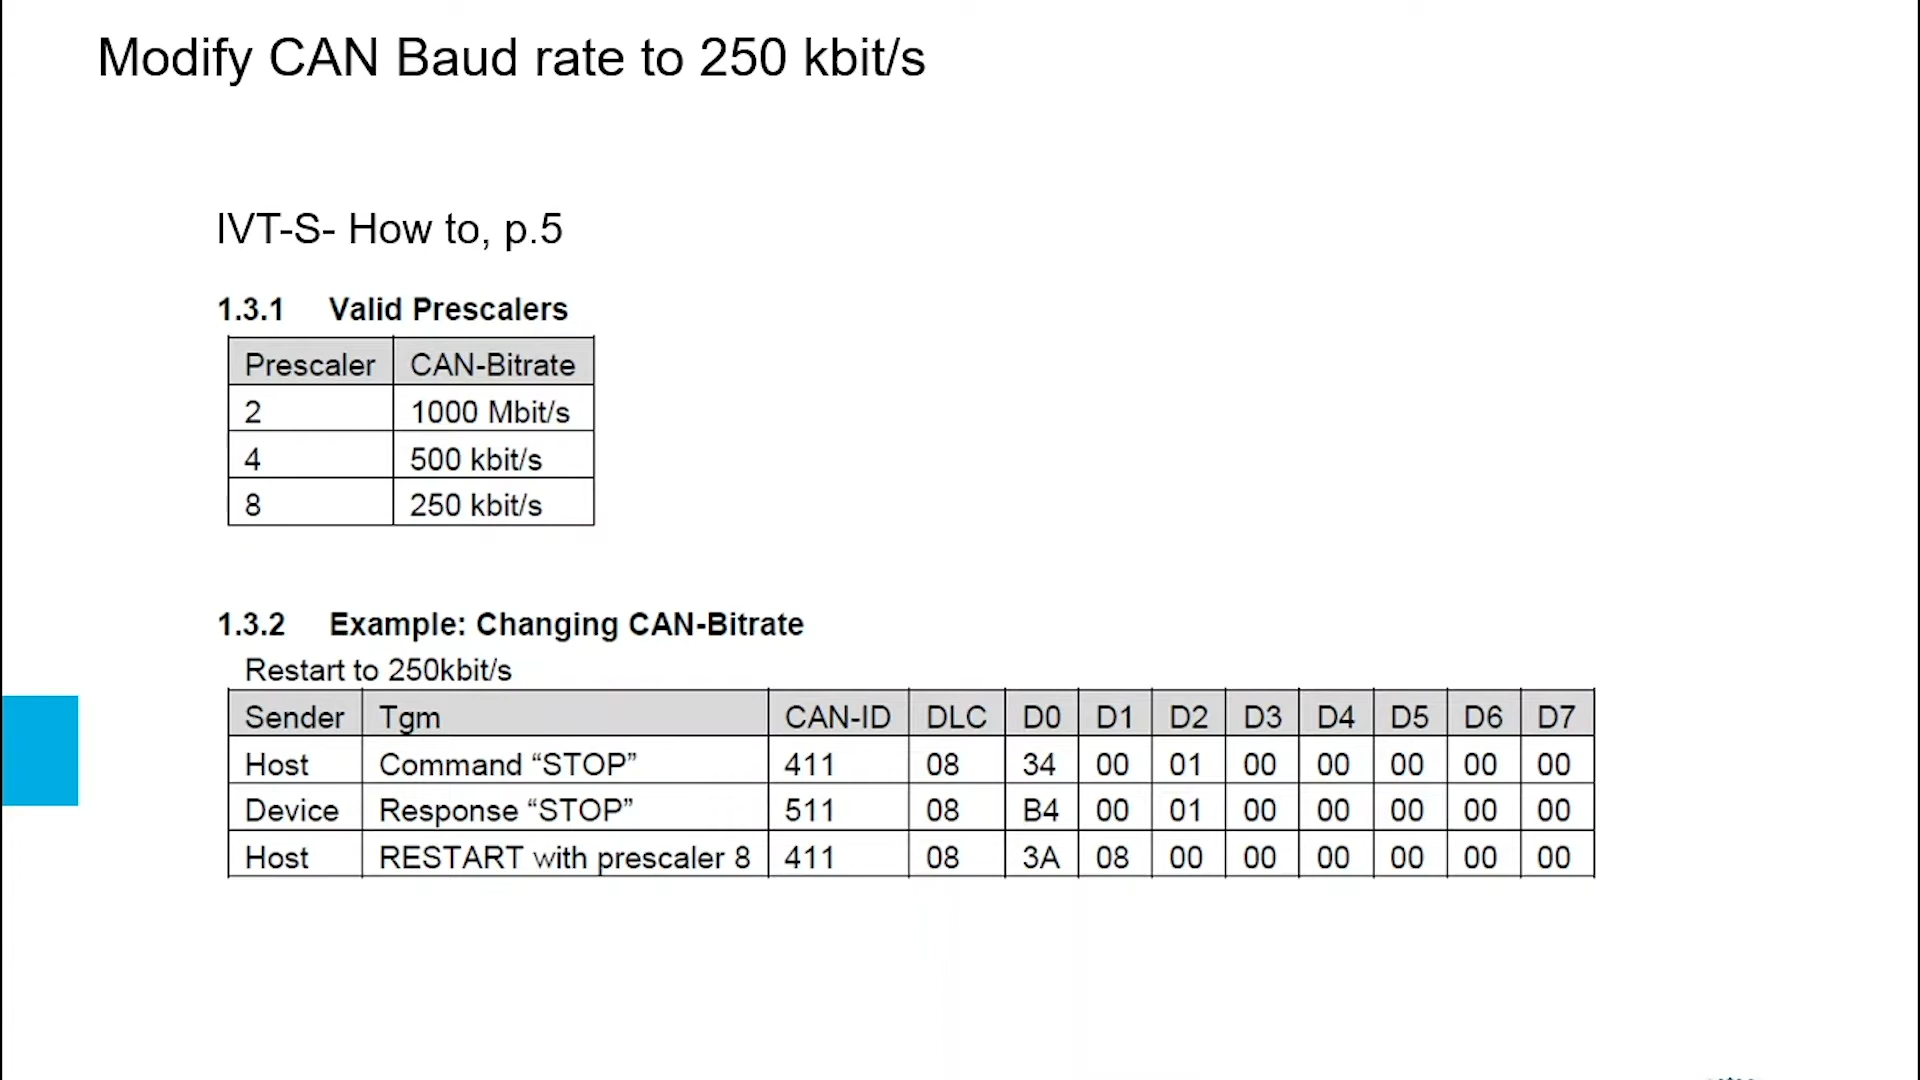 Modify CAN Baud rate to 250 kbit/s
IVT-S- How to, p.5
1.3.1 Valid Prescalers
Prescaler CAN-Bitrate
2 1000 Mbit/s
4 500 kbit/s
8 250 kbit/s
1.3.2 Example: Changing CAN-Bitrate
Restart to 250kbit/s
Sender Tgm CAN-ID DLC D0 D1 D2 D3 D4 D5 D6 D7
Host Command “STOP” 411 08 34 00 01 00 00 00 00 00
Device Response “STOP” 511 08 B4 00 01 00 00 00 00 00
Host RESTART with prescaler 8 411 08 3A 08 00 00 00 00 00 00